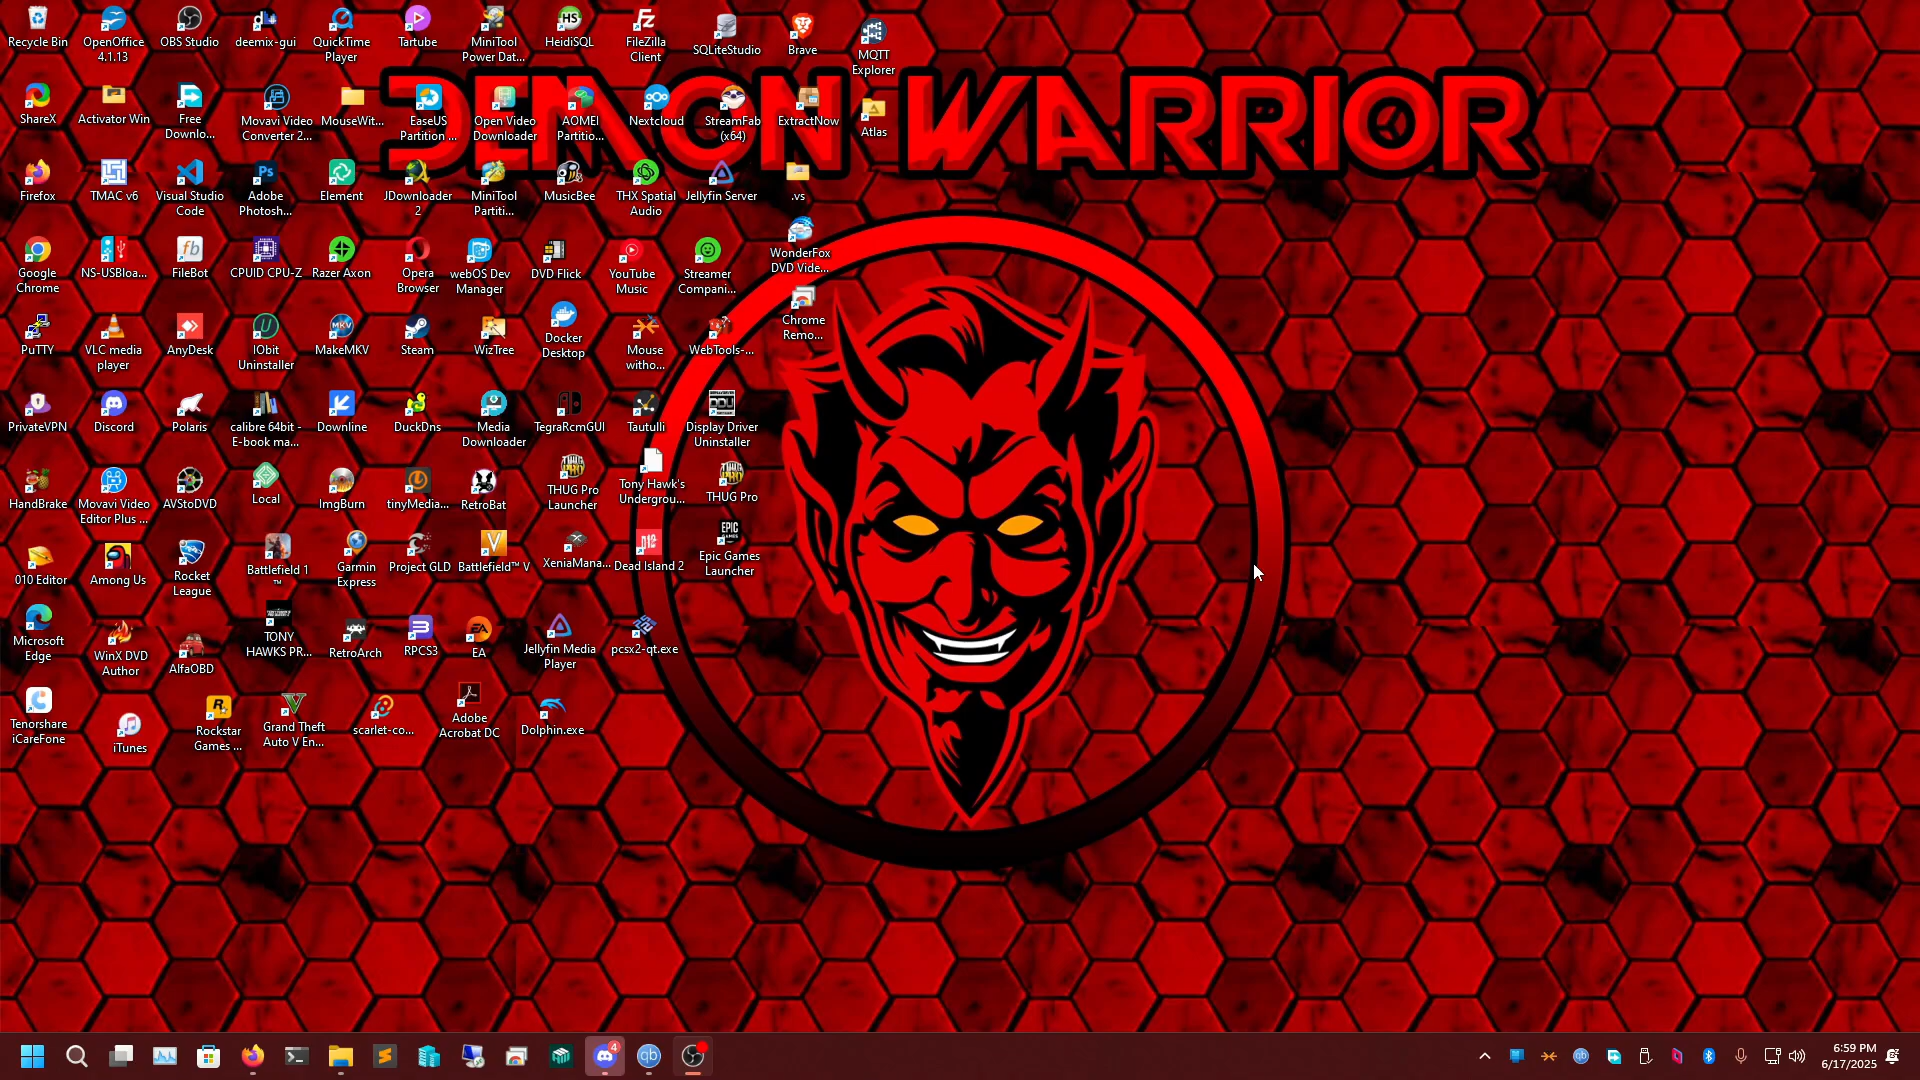 Recycle Bin
OpenOffice
4.1.13
OBS Studio
deemix-gui
QuickTime
Player
Tartube
MiniTool
Power Dat...
HeidiSQL
FileZilla
Client
SQLiteStudio
Brave
MQTT
Explorer
DEMON WARRIOR
ShareX
Activator Win
Free
Downlo...
Movavi Video
Converter 2...
MouseWit...
EaseUS
Partition ...
Open Video
Downloader
AOMEI
Partitio...
Nextcloud
StreamFab
(x64)
ExtractNow
Atlas
Firefox
TMAC v6
Visual Studio
Code
Adobe
Photosh...
Element
JDownloader
2
MiniTool
Partiti...
MusicBee
THX Spatial
Audio
Jellyfin Server
.vs
Google
Chrome
NS-USBloa...
FileBot
CPUID CPU-Z
Razer Axon
Opera
Browser
webOS Dev
Manager
DVD Flick
YouTube
Music
Streamer
Compani...
WonderFox
DVD Vide...
PuTTY
VLC media
player
AnyDesk
IObit
Uninstaller
MakeMKV
Steam
WizTree
Docker
Desktop
Mouse
witho...
WebTools-...
Chrome
Remo...
PrivateVPN
Discord
Polaris
calibre 64bit -
E-book ma...
Downline
DuckDns
Media
Downloader
TegraRcmGUI
Tautulli
Display Driver
Uninstaller
HandBrake
Movavi Video
Editor Plus ...
AVStoDVD
Local
ImgBurn
tinyMedia...
RetroBat
THUG Pro
Launcher
Tony Hawk's
Undergrou...
THUG Pro
010 Editor
Among Us
Rocket
League
Battlefield 1
™
Garmin
Express
Project GLD
Battlefield™ V
XeniaMana...
Dead Island 2
Epic Games
Launcher
Microsoft
Edge
WinX DVD
Author
AlfaOBD
TONY
HAWKS PR...
RetroArch
RPCS3
EA
Jellyfin Media
Player
pcsx2-qt.exe
Tenorshare
iCareFone
iTunes
Rockstar
Games ...
Grand Theft
Auto V En...
scarlet-co...
Adobe
Acrobat DC
Dolphin.exe
4
6:59 PM
6/17/2025